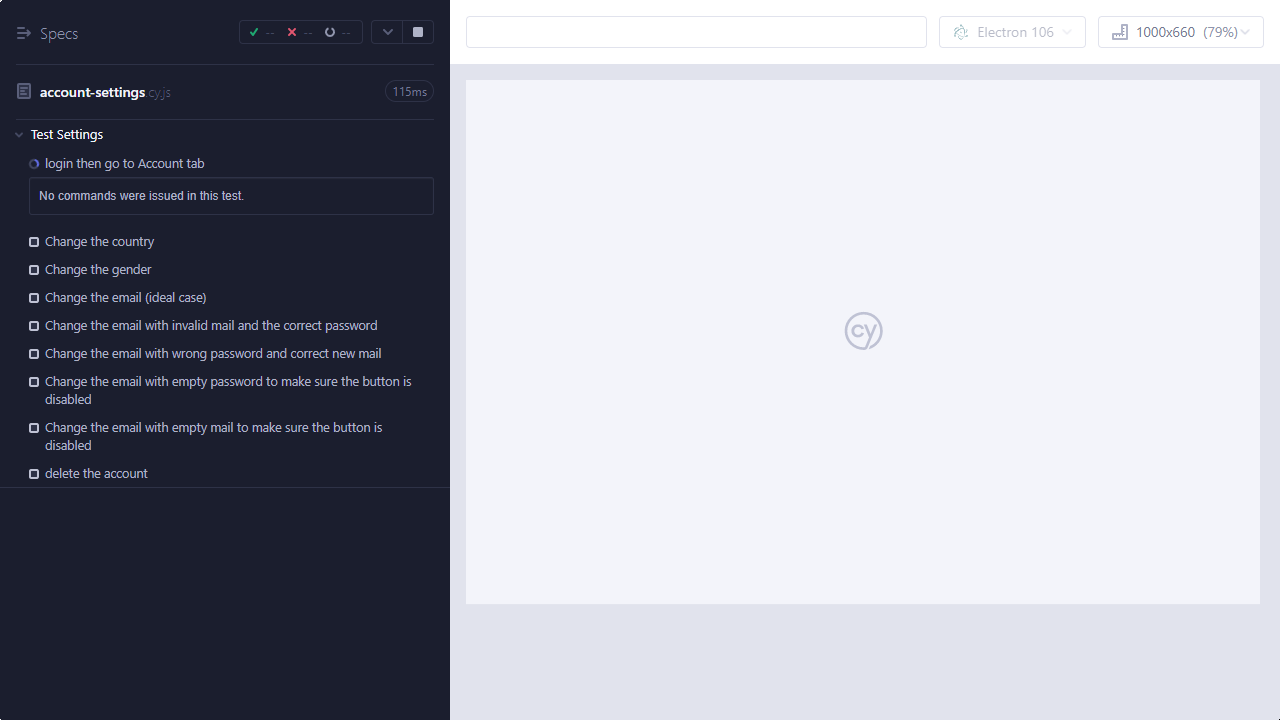 Specs
--
--
--
account-settings.cy.js
115ms
Test Settings
login then go to Account tab
No commands were issued in this test.
Change the country
Change the gender
Change the email (ideal case)
Change the email with invalid mail and the correct password
Change the email with wrong password and correct new mail
Change the email with empty password to make sure the button is
disabled
Change the email with empty mail to make sure the button is
disabled
delete the account
Electron 106
1000x660 (79%)
cy